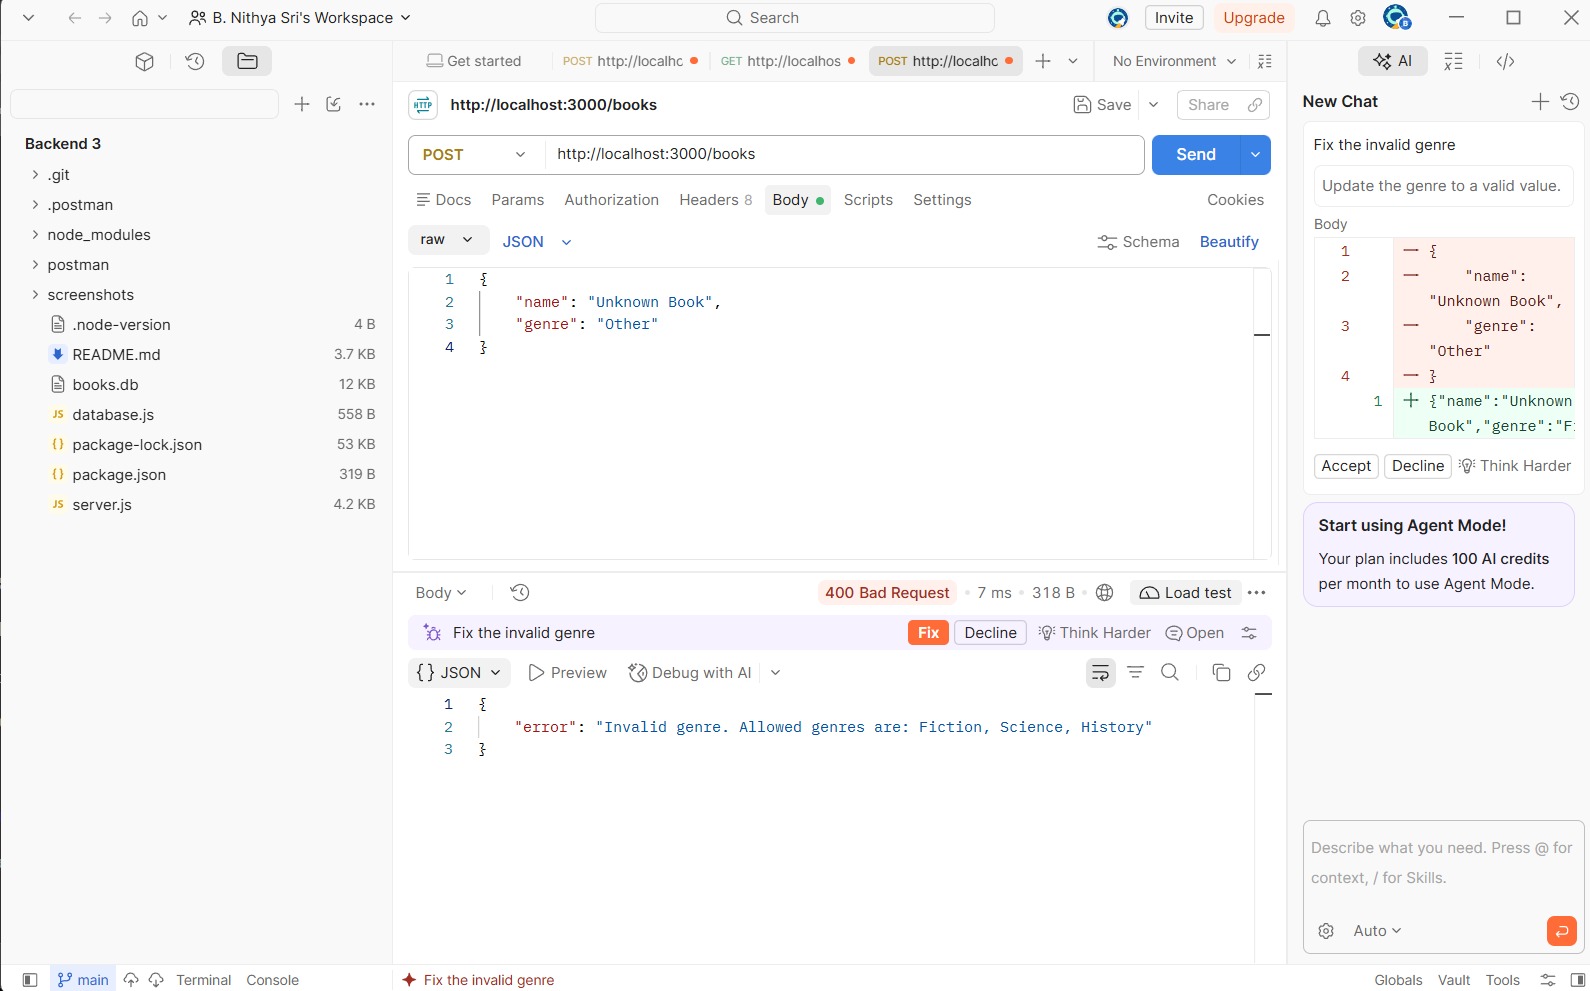 B. Nithya Sri's Workspace
Search
Invite
Upgrade
Get started
POST http://localhc
GET http://localhos
POST http://localhc
No Environment
AI
Backend 3
.git
.postman
node_modules
postman
screenshots
.node-version 4 B
README.md 3.7 KB
books.db 12 KB
JS database.js 558 B
{} package-lock.json 53 KB
{} package.json 319 B
JS server.js 4.2 KB
HTTP http://localhost:3000/books
Save
Share
POST http://localhost:3000/books
Send
Docs Params Authorization Headers 8 Body Scripts Settings Cookies
raw JSON Schema Beautify
1 {
2 "name": "Unknown Book",
3 "genre": "Other"
4 }
Body 400 Bad Request 7 ms 318 B Load test
Fix the invalid genre Fix Decline Think Harder Open
{} JSON Preview Debug with AI
1 {
2 "error": "Invalid genre. Allowed genres are: Fiction, Science, History"
3 }
New Chat
Fix the invalid genre
Update the genre to a valid value.
Body
1 — {
2 — "name":
"Unknown Book",
3 — "genre":
"Other"
4 — }
1 + {"name":"Unknown
Book","genre":"Fi
Accept Decline Think Harder
Start using Agent Mode!
Your plan includes 100 AI credits
per month to use Agent Mode.
Describe what you need. Press @ for
context, / for Skills.
Auto
main Terminal Console
Fix the invalid genre
Globals Vault Tools